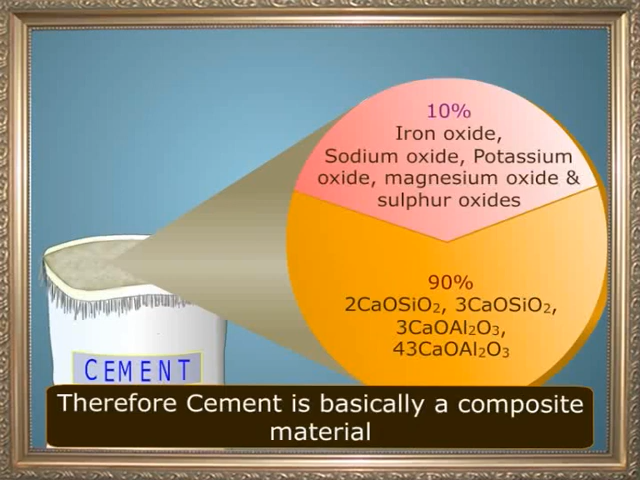 10%
Iron oxide,
Sodium oxide, Potassium
oxide, magnesium oxide &
sulphur oxides
90%
2CaOSiO₂, 3CaOSiO₂,
3CaOAl₂O₃,
43CaOAl₂O₃
CEMENT
Therefore Cement is basically a composite
material